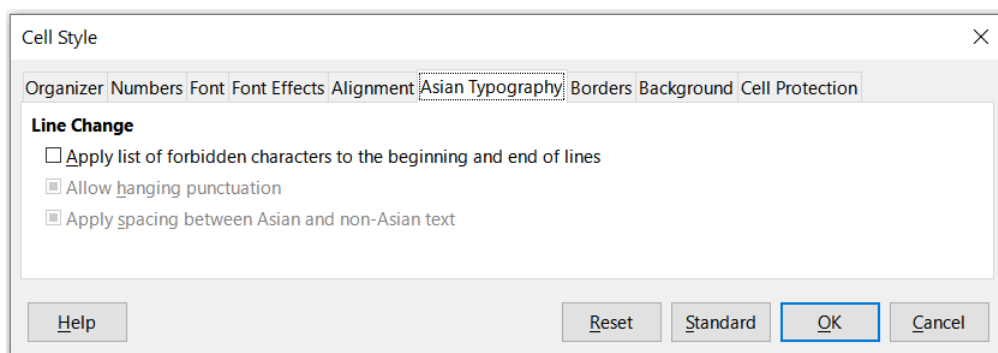 Cell Style
Organizer Numbers Font Font Effects Alignment Asian Typography Borders Background Cell Protection
Line Change
Apply list of forbidden characters to the beginning and end of lines
Allow hanging punctuation
Apply spacing between Asian and non-Asian text
Help Reset Standard OK Cancel